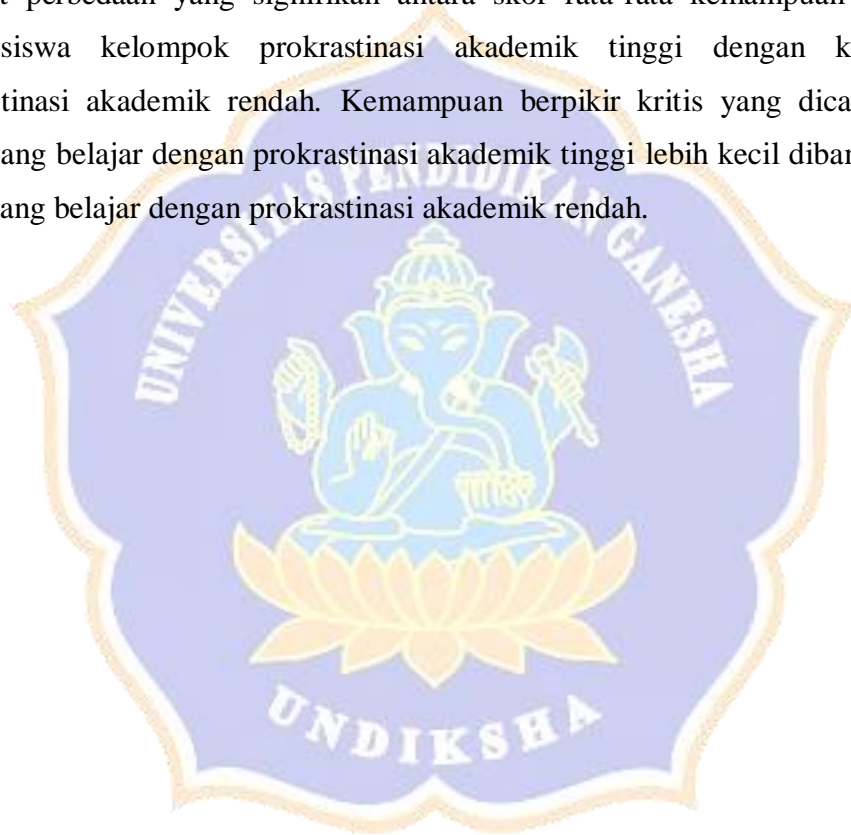 t perbedaan yang signifikan antara skor rata-rata kemampuan
siswa kelompok prokrastinasi akademik tinggi dengan k
tinasi akademik rendah. Kemampuan berpikir kritis yang dica
ang belajar dengan prokrastinasi akademik tinggi lebih kecil dibar
ang belajar dengan prokrastinasi akademik rendah.
UNIVERSITAS PENDIDIKAN GANESHA
UNDIKSHA